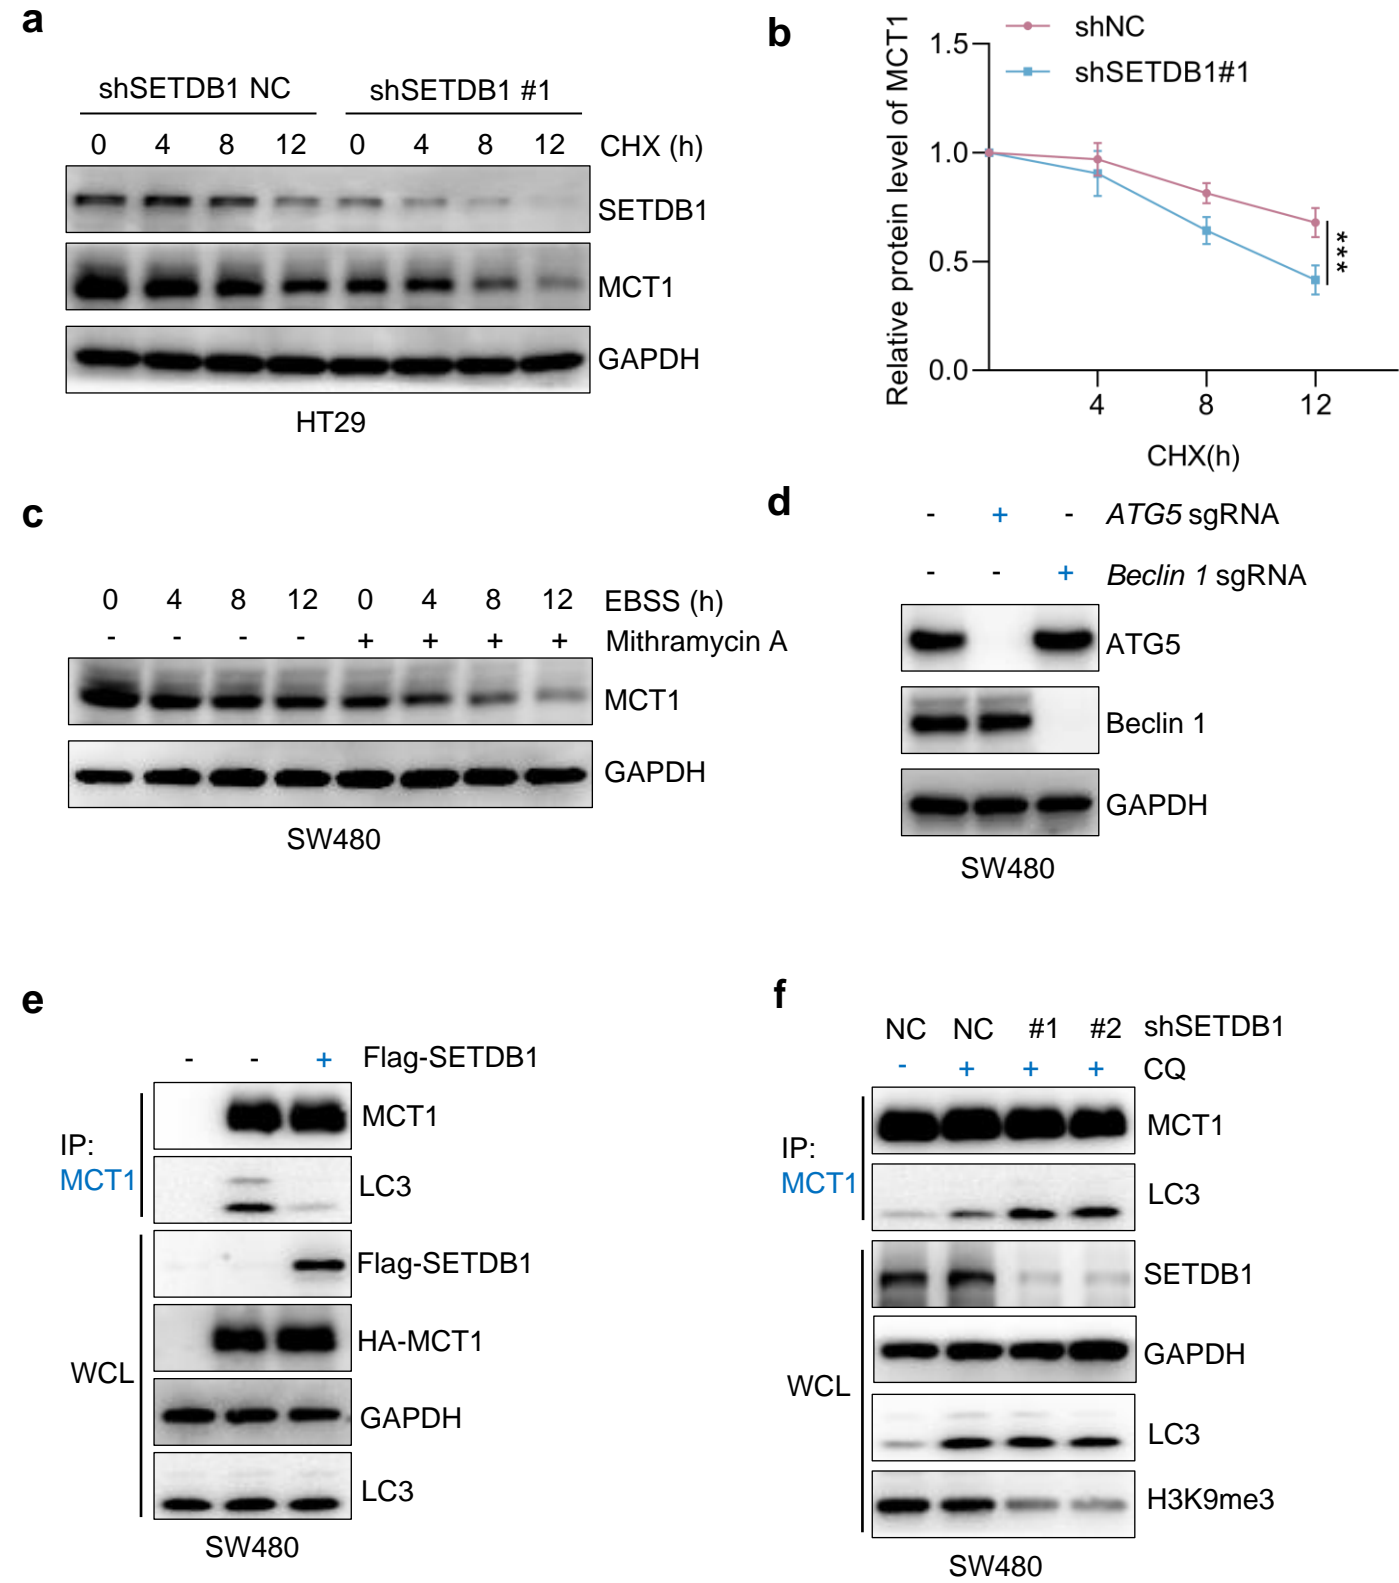 a
shSETDB1 NC shSETDB1 #1
0 4 8 12 0 4 8 12 CHX (h)
SETDB1
MCT1
GAPDH
HT29
b
shNC
shSETDB1#1
Relative protein level of MCT1
1.5
1.0
0.5
0.0
4 8 12
CHX(h)
***
c
0 4 8 12 0 4 8 12 EBSS (h)
- - - - + + + + Mithramycin A
MCT1
GAPDH
SW480
d
- + - ATG5 sgRNA
- - + Beclin 1 sgRNA
ATG5
Beclin 1
GAPDH
SW480
e
- - + Flag-SETDB1
IP:
MCT1
MCT1
LC3
WCL
Flag-SETDB1
HA-MCT1
GAPDH
LC3
SW480
f
NC NC #1 #2 shSETDB1
- + + + CQ
IP:
MCT1
MCT1
LC3
WCL
SETDB1
GAPDH
LC3
H3K9me3
SW480